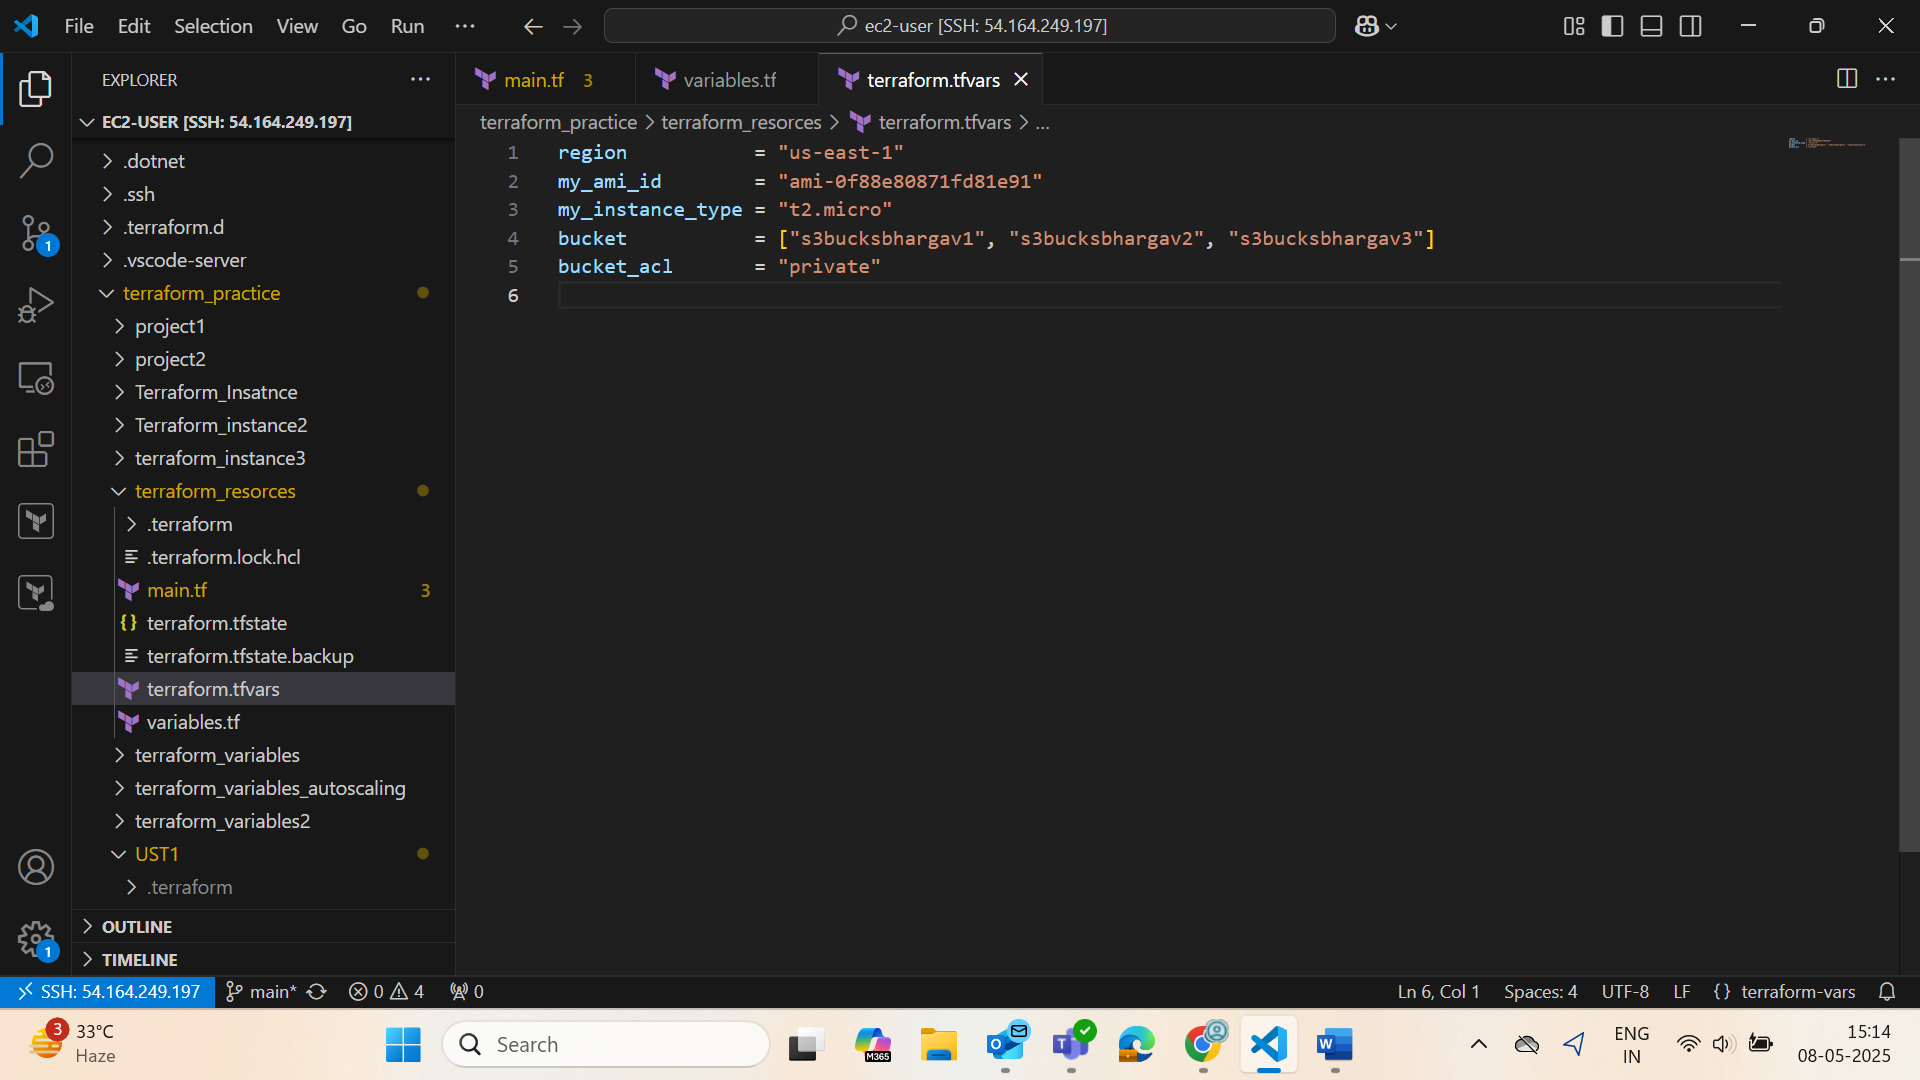 File Edit Selection View Go Run ...
ec2-user [SSH: 54.164.249.197]
EXPLORER
main.tf 3
variables.tf
terraform.tfvars
EC2-USER [SSH: 54.164.249.197]
terraform_practice > terraform_resorces > terraform.tfvars > ...
.dotnet
.ssh
.terraform.d
.vscode-server
terraform_practice
project1
project2
Terraform_Insatnce
Terraform_instance2
terraform_instance3
terraform_resorces
.terraform
.terraform.lock.hcl
main.tf 3
terraform.tfstate
terraform.tfstate.backup
terraform.tfvars
variables.tf
terraform_variables
terraform_variables_autoscaling
terraform_variables2
UST1
.terraform
OUTLINE
TIMELINE
1
1
1 region = "us-east-1"
2 my_ami_id = "ami-0f88e80871fd81e91"
3 my_instance_type = "t2.micro"
4 bucket = ["s3bucksbhargav1", "s3bucksbhargav2", "s3bucksbhargav3"]
5 bucket_acl = "private"
6
SSH: 54.164.249.197 main* 0 4 0
Ln 6, Col 1 Spaces: 4 UTF-8 LF {} terraform-vars
3
33°C
Haze
Search
M365
ENG
IN
15:14
08-05-2025